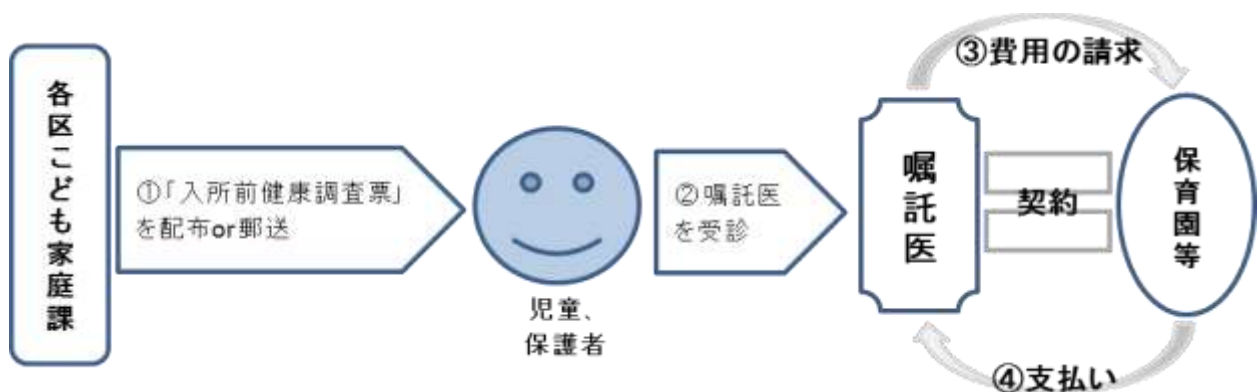 各区こども家庭課
①「入所前健康調査票」
を配布or郵送
児童、
保護者
②嘱託医
を受診
嘱託医
③費用の請求
契約
④支払い
保育園等